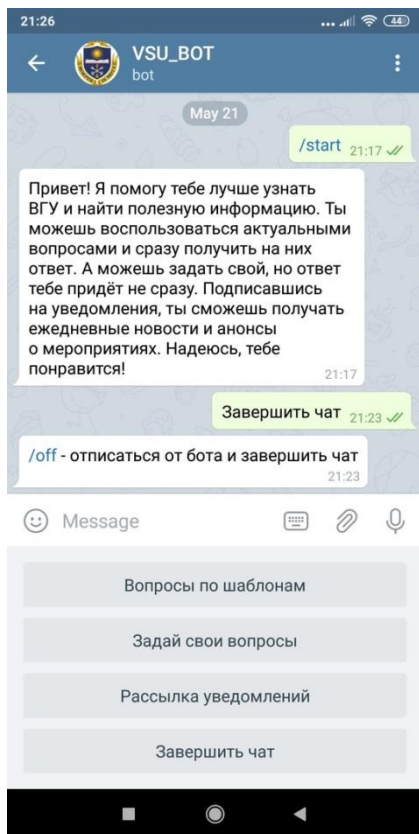 21:26
44
VSU_BOT
bot
May 21
/start 21:17
Привет! Я помогу тебе лучше узнать
ВГУ и найти полезную информацию. Ты
можешь воспользоваться актуальными
вопросами и сразу получить на них
ответ. А можешь задать свой, но ответ
тебе придёт не сразу. Подписавшись
на уведомления, ты сможешь получать
ежедневные новости и анонсы
о мероприятиях. Надеюсь, тебе
понравится!
21:17
Завершить чат 21:23
/off - отписаться от бота и завершить чат
21:23
Message
Вопросы по шаблонам
Задай свои вопросы
Рассылка уведомлений
Завершить чат